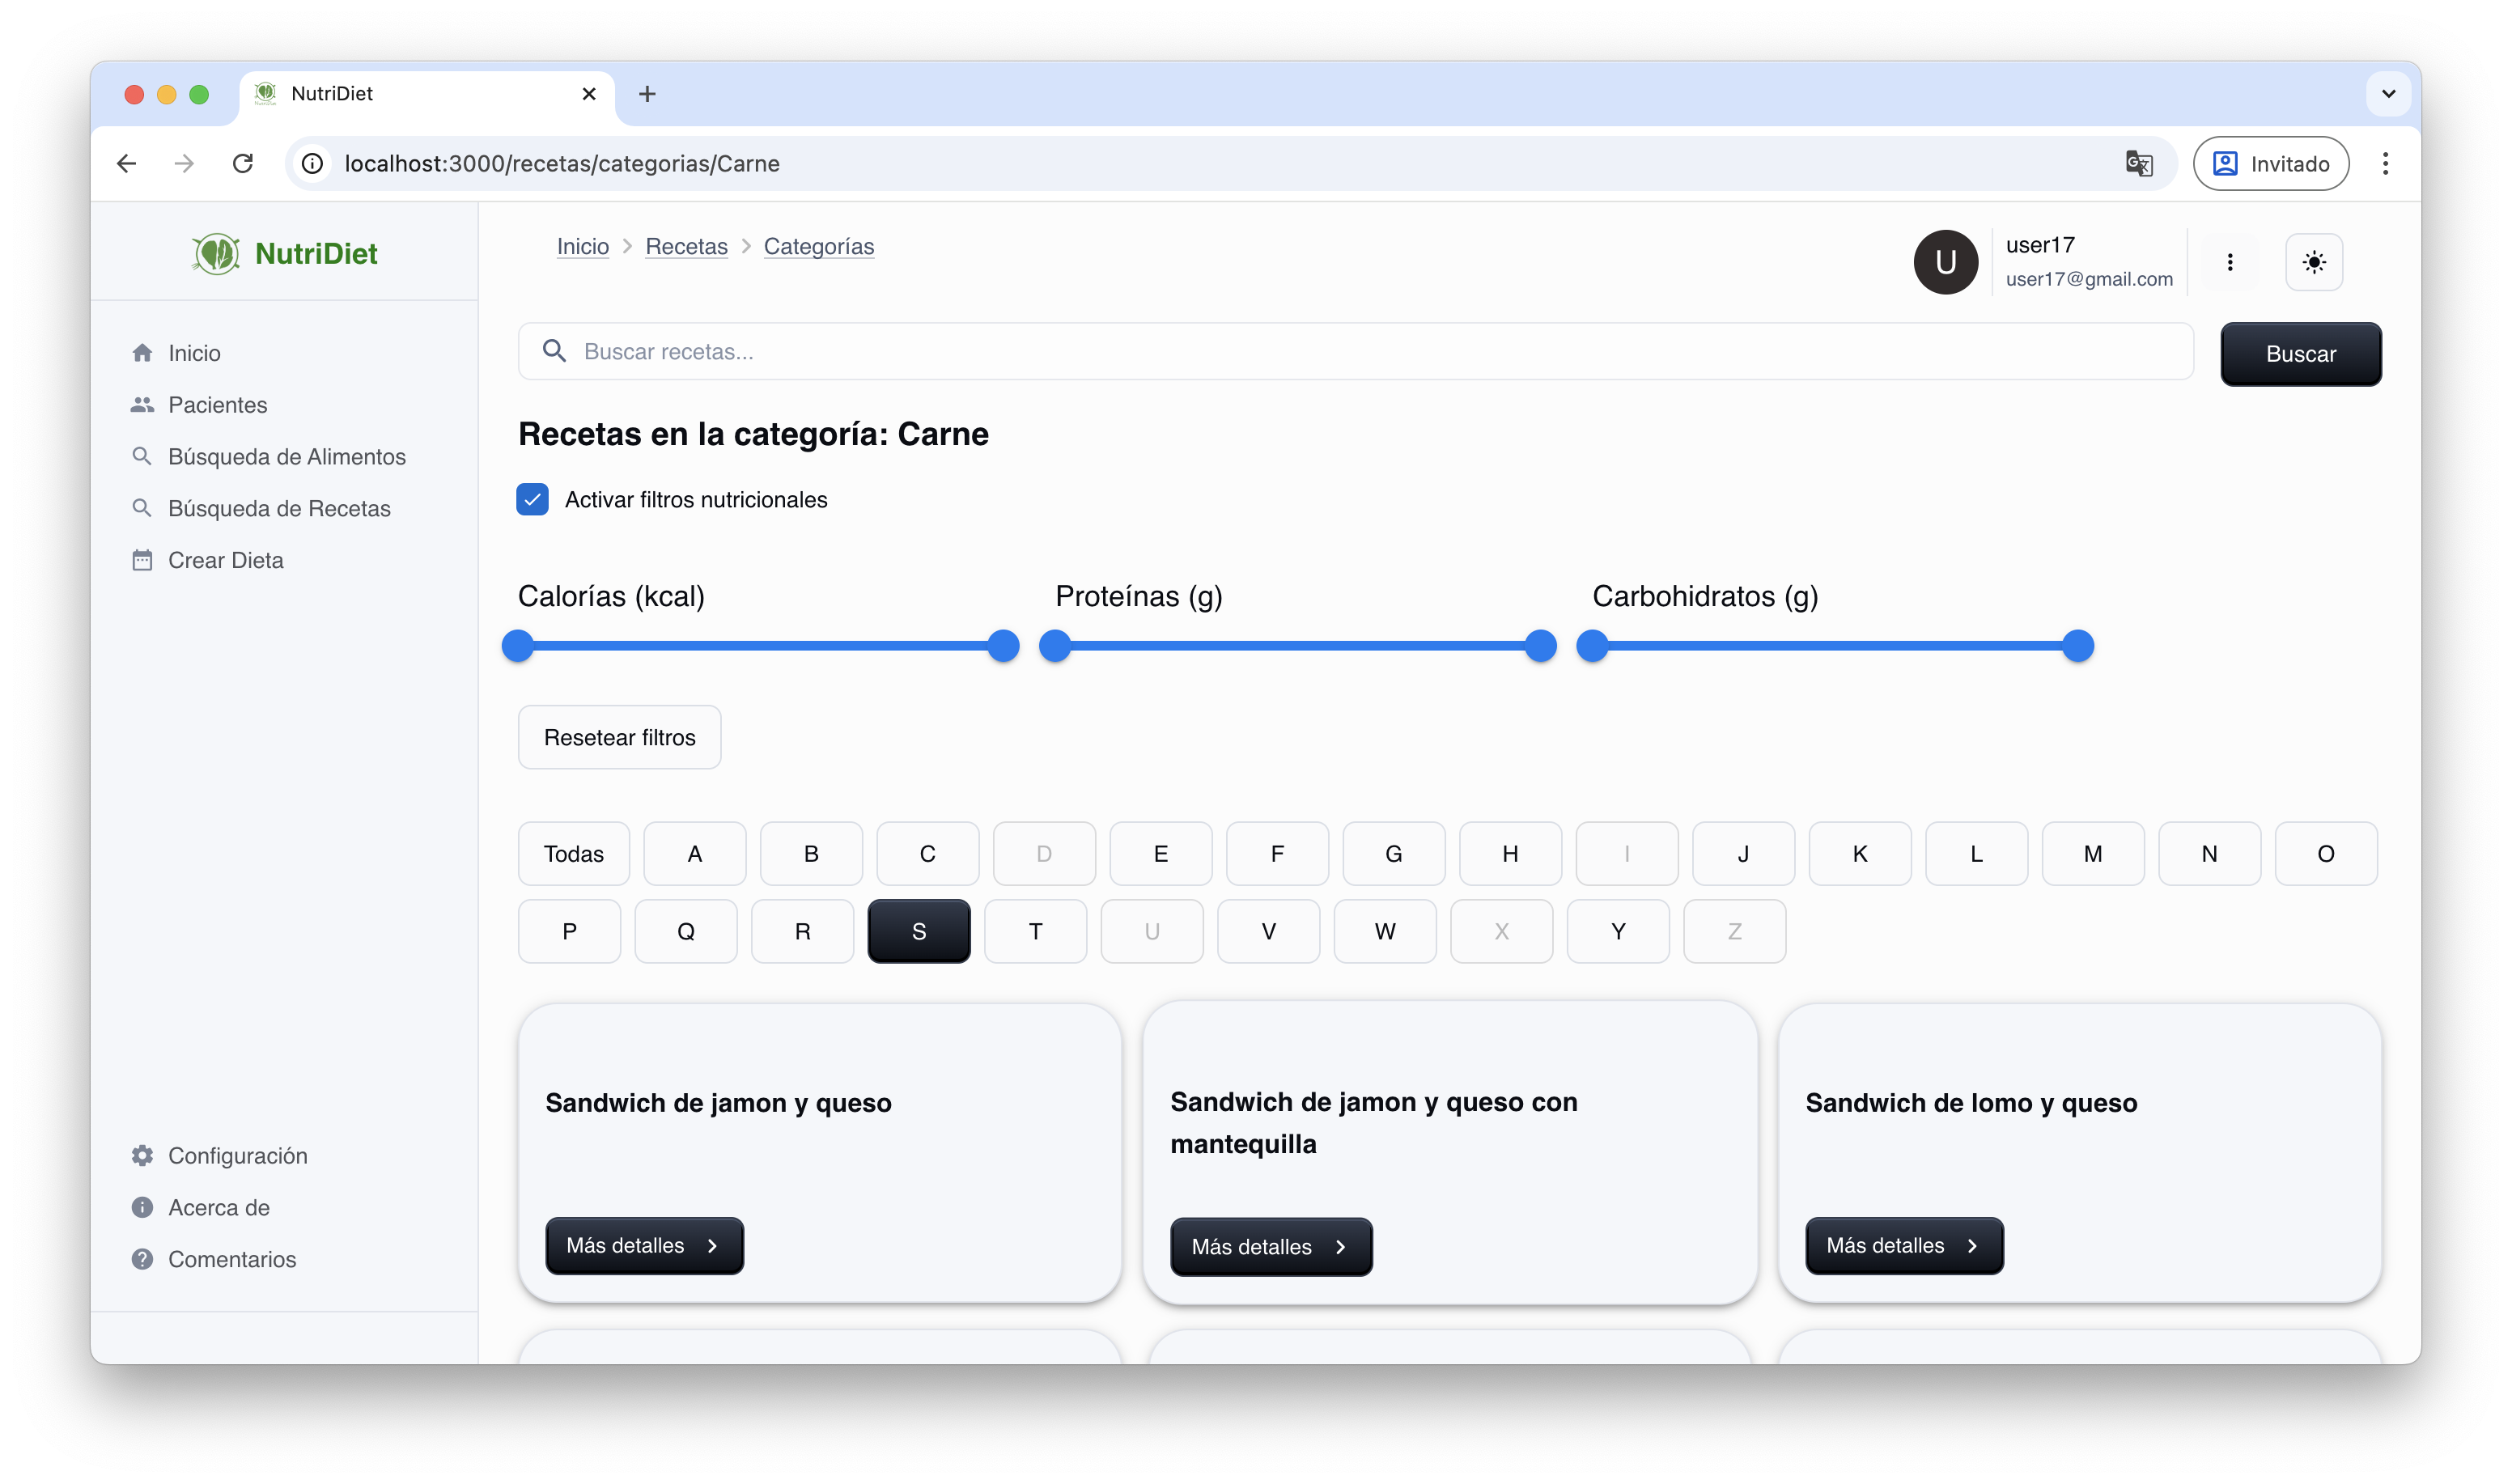 NutriDiet
localhost:3000/recetas/categorias/Carne
Invitado
NutriDiet
Inicio
Pacientes
Búsqueda de Alimentos
Búsqueda de Recetas
Crear Dieta
Configuración
Acerca de
Comentarios
Inicio > Recetas > Categorías
U
user17
user17@gmail.com
Buscar recetas...
Buscar
Recetas en la categoría: Carne
Activar filtros nutricionales
Calorías (kcal)
Proteínas (g)
Carbohidratos (g)
Resetear filtros
Todas A B C D E F G H I J K L M N O
P Q R S T U V W X Y Z
Sandwich de jamon y queso
Más detalles
Sandwich de jamon y queso con
mantequilla
Más detalles
Sandwich de lomo y queso
Más detalles